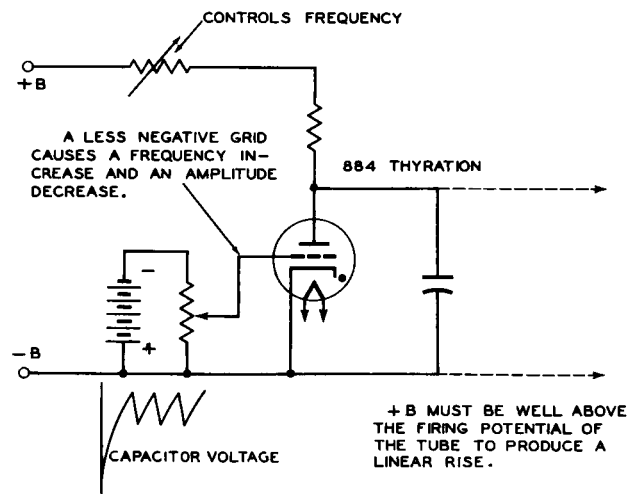 CONTROLS FREQUENCY
+B
A LESS NEGATIVE GRID
CAUSES A FREQUENCY IN-
CREASE AND AN AMPLITUDE
DECREASE.
884 THYRATION
-
+
-B
CAPACITOR VOLTAGE
+B MUST BE WELL ABOVE
THE FIRING POTENTIAL OF
THE TUBE TO PRODUCE A
LINEAR RISE.